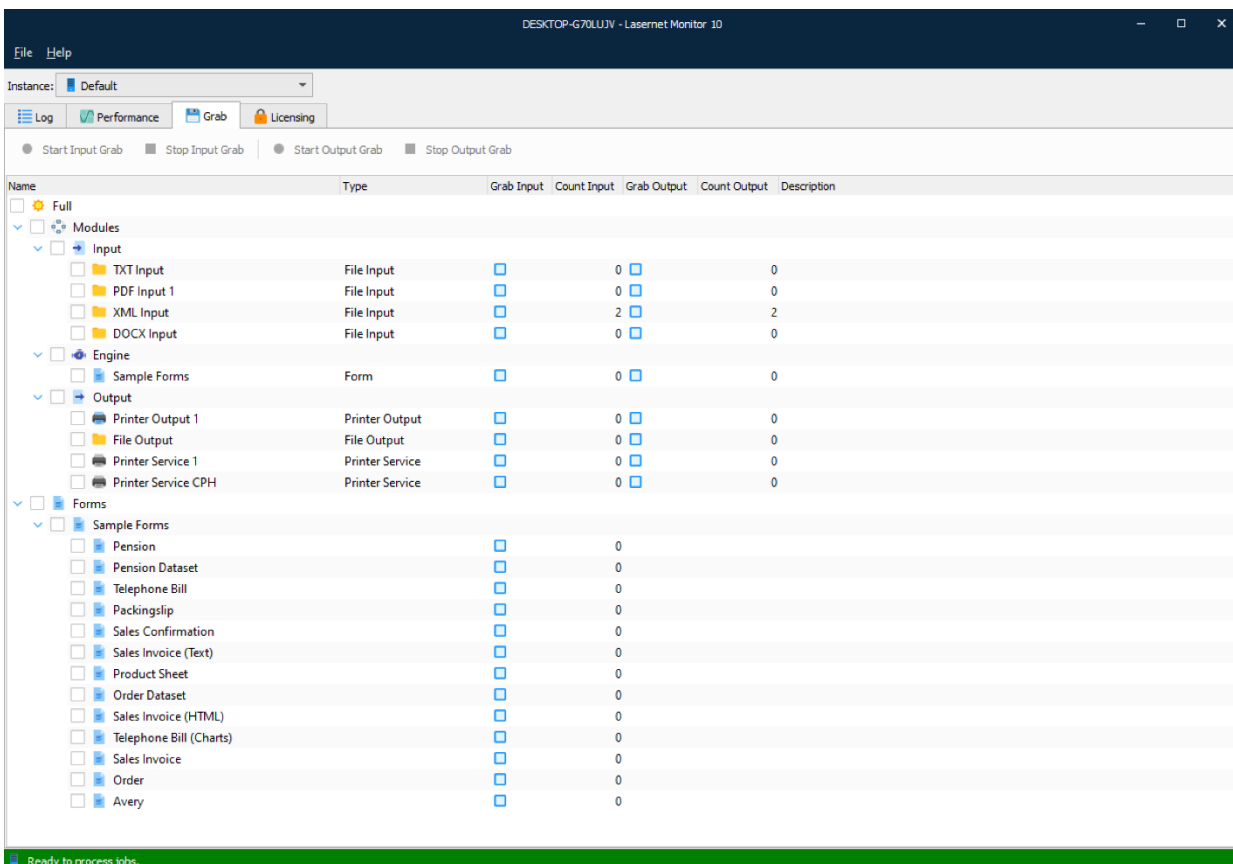 DESKTOP-G70LUJV - Lasernet Monitor 10
File Help
Instance: Default
Log Performance Grab Licensing
Start Input Grab Stop Input Grab Start Output Grab Stop Output Grab
Name Type Grab Input Count Input Grab Output Count Output Description
Full
Modules
Input
TXT Input File Input 0 0
PDF Input 1 File Input 0 0
XML Input File Input 2 2
DOCX Input File Input 0 0
Engine
Sample Forms Form 0 0
Output
Printer Output 1 Printer Output 0 0
File Output File Output 0 0
Printer Service 1 Printer Service 0 0
Printer Service CPH Printer Service 0 0
Forms
Sample Forms
Pension 0
Pension Dataset 0
Telephone Bill 0
Packingslip 0
Sales Confirmation 0
Sales Invoice (Text) 0
Product Sheet 0
Order Dataset 0
Sales Invoice (HTML) 0
Telephone Bill (Charts) 0
Sales Invoice 0
Order 0
Avery 0
Ready to process jobs.